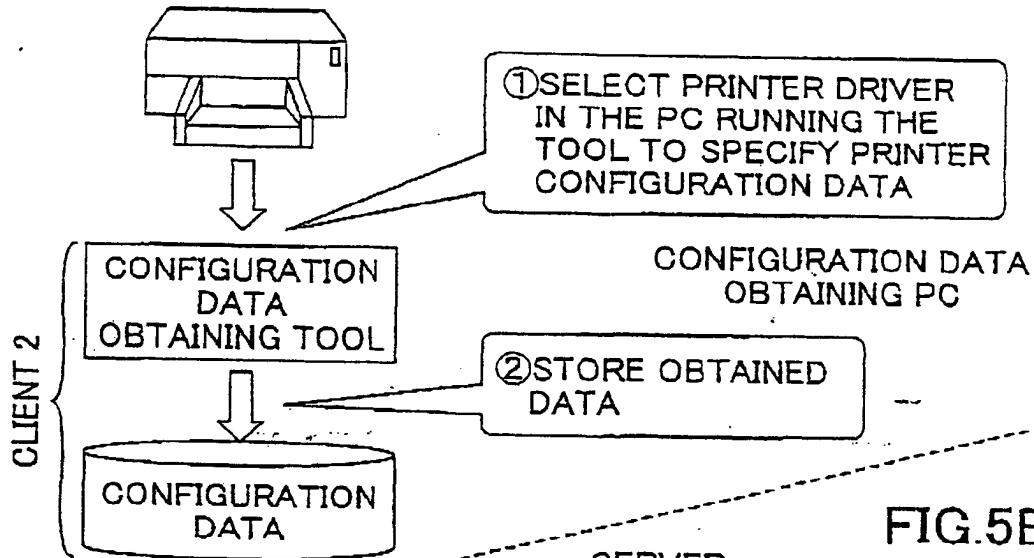 ①SELECT PRINTER DRIVER
IN THE PC RUNNING THE
TOOL TO SPECIFY PRINTER
CONFIGURATION DATA
CONFIGURATION
DATA
OBTAINING TOOL
CONFIGURATION DATA
OBTAINING PC
②STORE OBTAINED
DATA
CLIENT 2
CONFIGURATION
DATA
FIG.5B
SERVER